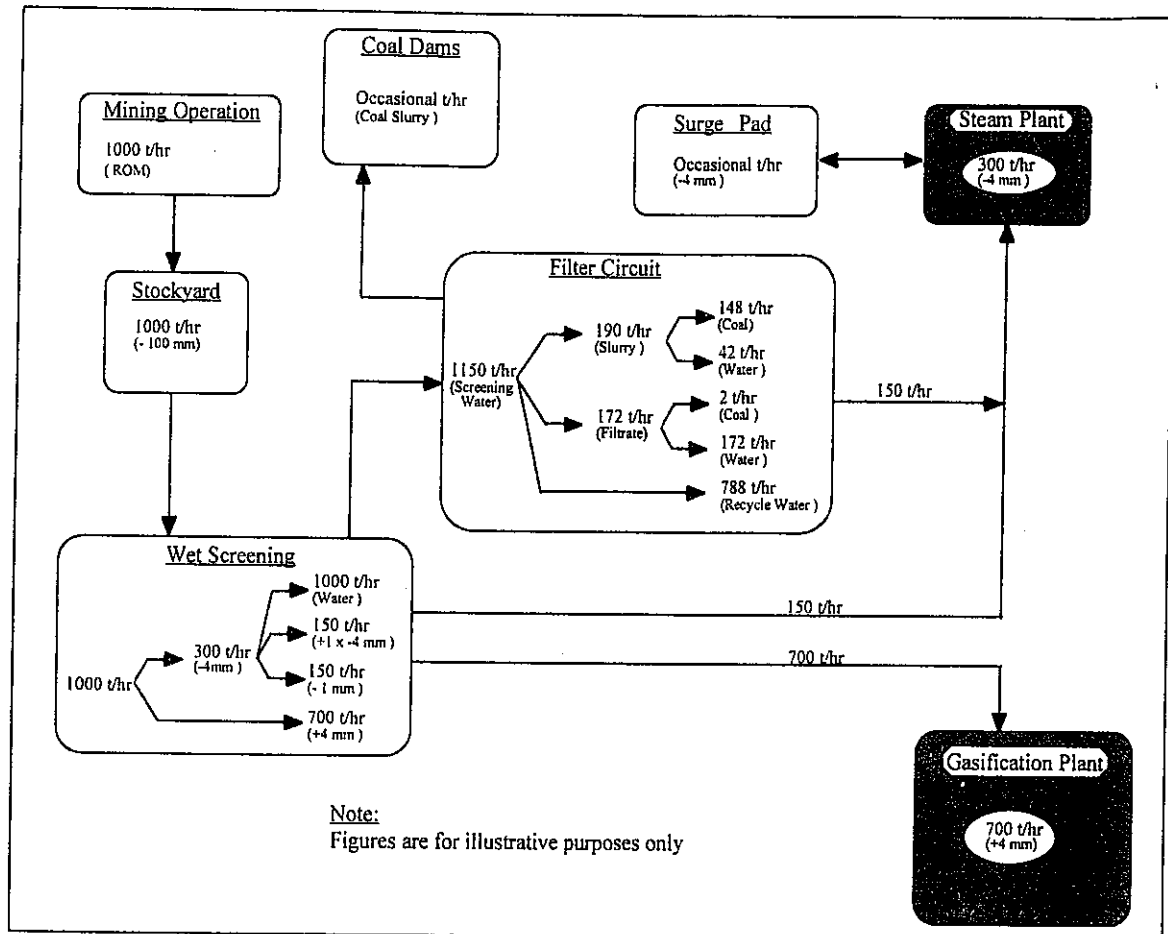 Coal Dams
Occasional t/hr
(Coal Slurry )
Mining Operation
1000 t/hr
( ROM)
Surge Pad
Occasional t/hr
(-4 mm )
Steam Plant
300 t/hr
(-4 mm )
Stockyard
1000 t/hr
(- 100 mm)
Filter Circuit
1150 t/hr
(Screening
Water)
190 t/hr
(Slurry )
148 t/hr
(Coal)
42 t/hr
(Water )
172 t/hr
(Filtrate)
2 t/hr
(Coal )
172 t/hr
(Water )
788 t/hr
(Recycle Water )
150 t/hr
Wet Screening
1000 t/hr
300 t/hr
(-4mm )
1000 t/hr
(Water )
150 t/hr
(+1 x -4 mm )
150 t/hr
(- 1 mm )
700 t/hr
(+4 mm )
150 t/hr
700 t/hr
Gasification Plant
700 t/hr
(+4 mm )
Note:
Figures are for illustrative purposes only